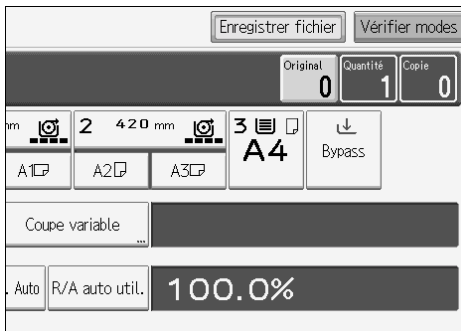 Enregistrer fichier Vérifier modes
Original Quantité Copie
0 1 0
mm 2 420 mm 3 A4 Bypass
A1 A2 A3
Coupe variable ...
. Auto R/A auto util. 100.0%